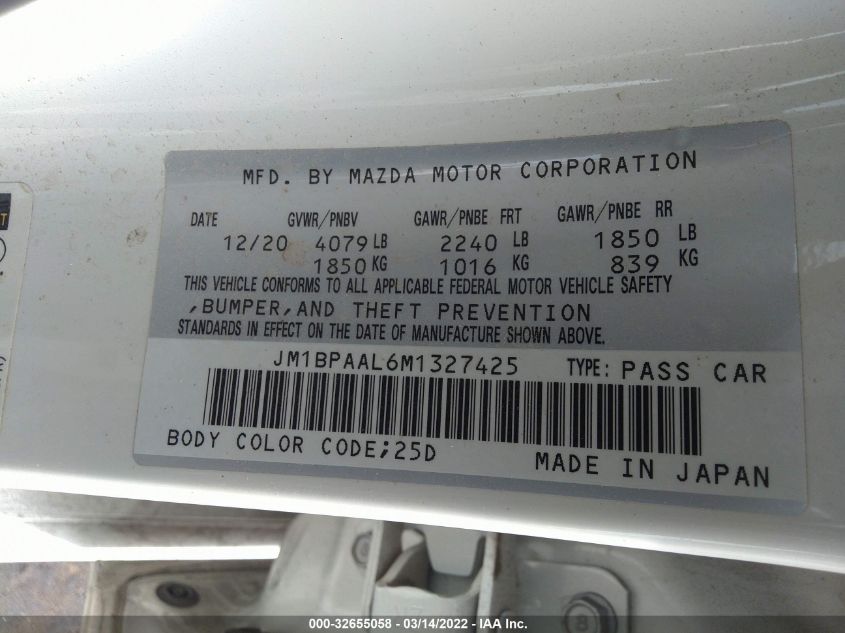 MFD. BY MAZDA MOTOR CORPORATION
DATE GVWR/PNBV GAWR/PNBE FRT GAWR/PNBE RR
12/20 4079 LB 2240 LB 1850 LB
1850 KG 1016 KG 839 KG
THIS VEHICLE CONFORMS TO ALL APPLICABLE FEDERAL MOTOR VEHICLE SAFETY
,BUMPER,AND THEFT PREVENTION
STANDARDS IN EFFECT ON THE DATE OF MANUFACTURE SHOWN ABOVE.
JM1BPAAL6M1327425 TYPE: PASS CAR
BODY COLOR CODE;25D
MADE IN JAPAN
000-32655058 - 03/14/2022 - IAA Inc.